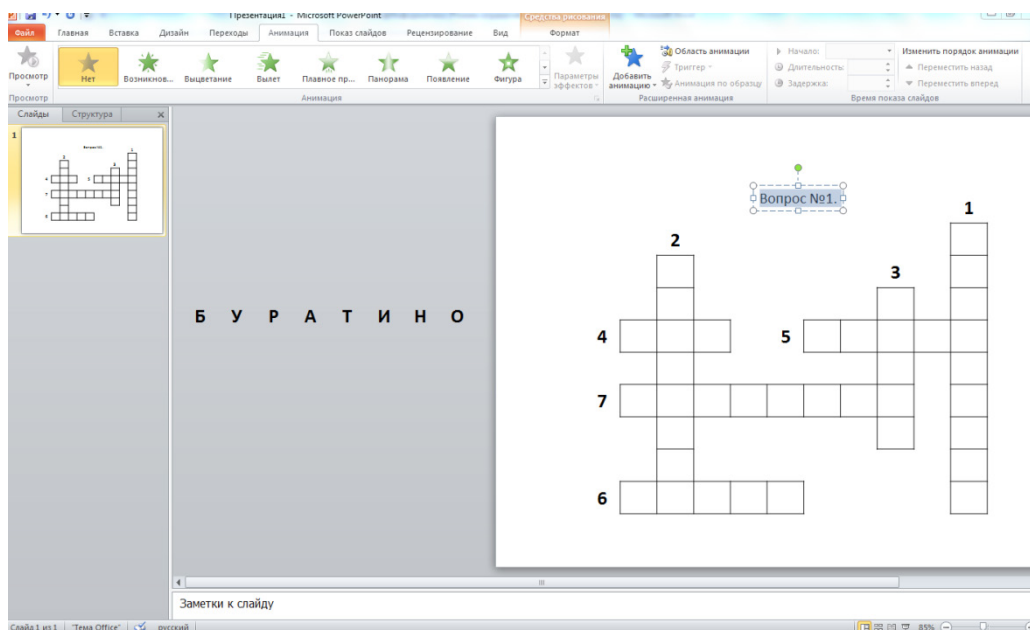 Презентация1 - Microsoft PowerPoint
Средства рисования
Файл Главная Вставка Дизайн Переходы Анимация Показ слайдов Рецензирование Вид Формат
Просмотр
Нет Возникнов... Выцветание Вылет Плавное пр... Панорама Появление Фигура
Параметры эффектов
Добавить анимацию
Область анимации
Триггер
Анимация по образцу
Начало:
Длительность:
Задержка:
Изменить порядок анимации
Переместить назад
Переместить вперед
Просмотр Анимация Расширенная анимация Время показа слайдов
Слайды Структура
1
Вопрос №1.
1
2
3
Б У Р А Т И Н О
4 5
7
6
Заметки к слайду
Слайд 1 из 1 "Тема Office" русский 85%